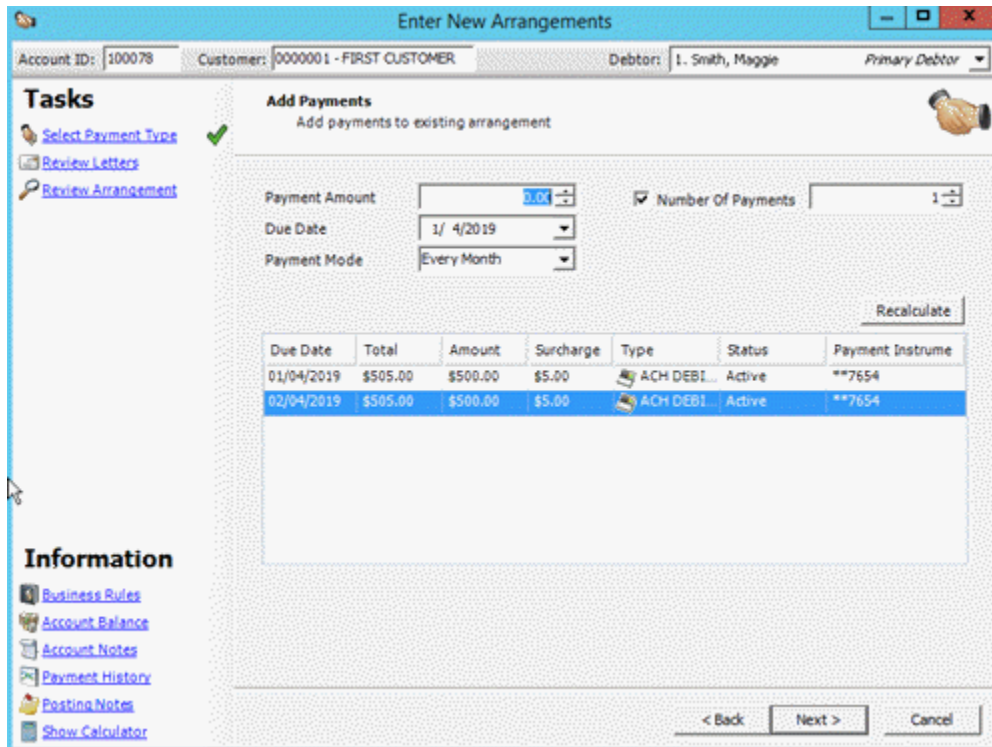 Enter New Arrangements
Account ID: 100078 Customer: 0000001 - FIRST CUSTOMER Debtor: 1. Smith, Maggie Primary Debtor
Tasks
Select Payment Type
Review Letters
Review Arrangement
Add Payments
Add payments to existing arrangement
Payment Amount 0.00 Number Of Payments 1
Due Date 1/ 4/2019
Payment Mode Every Month
Recalculate
Due Date Total Amount Surcharge Type Status Payment Instrume
01/04/2019 $505.00 $500.00 $5.00 ACH DEBI... Active **7654
02/04/2019 $505.00 $500.00 $5.00 ACH DEBI... Active **7654
Information
Business Rules
Account Balance
Account Notes
Payment History
Posting Notes
Show Calculator
< Back Next > Cancel